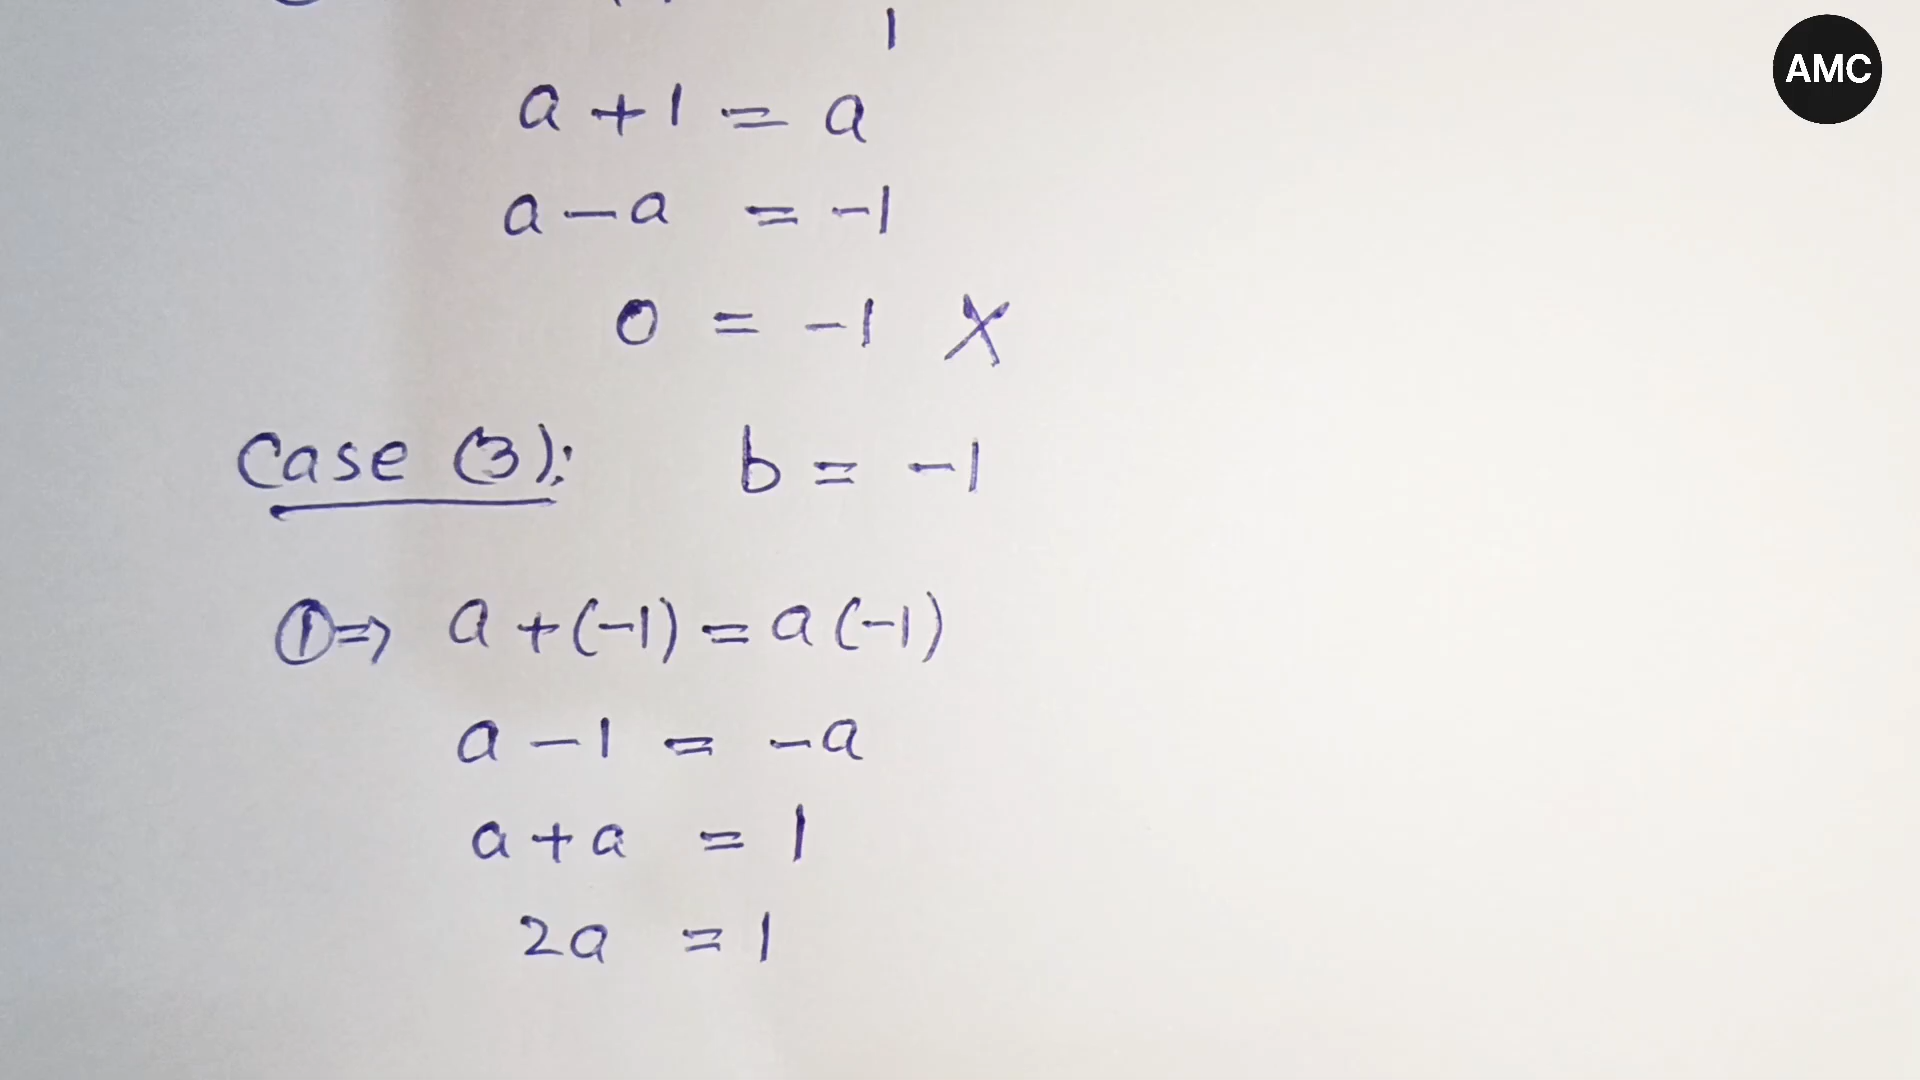 AMC
1
a + 1 = a
a - a = -1
0 = -1 X
Case (3): b = -1
① ⇒ a + (-1) = a (-1)
a - 1 = -a
a + a = 1
2a = 1